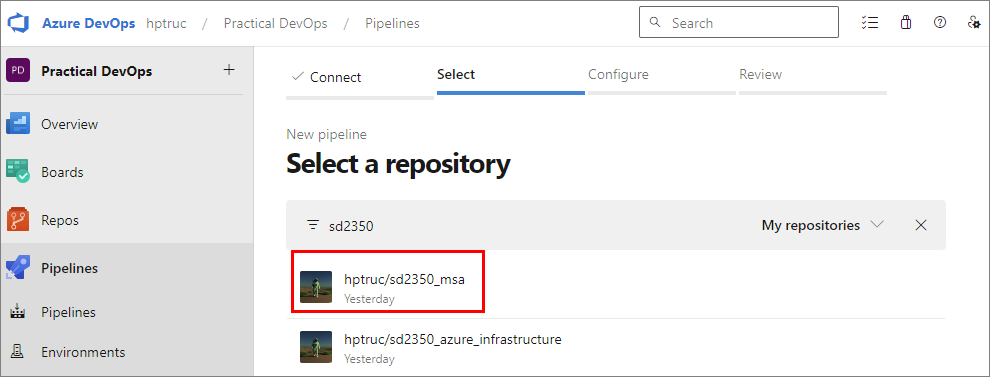 Azure DevOps hptruc / Practical DevOps / Pipelines
Search
PD Practical DevOps +
Overview
Boards
Repos
Pipelines
Pipelines
Environments
Connect
Select
Configure
Review
New pipeline
Select a repository
sd2350
My repositories
hptruc/sd2350_msa
Yesterday
hptruc/sd2350_azure_infrastructure
Yesterday